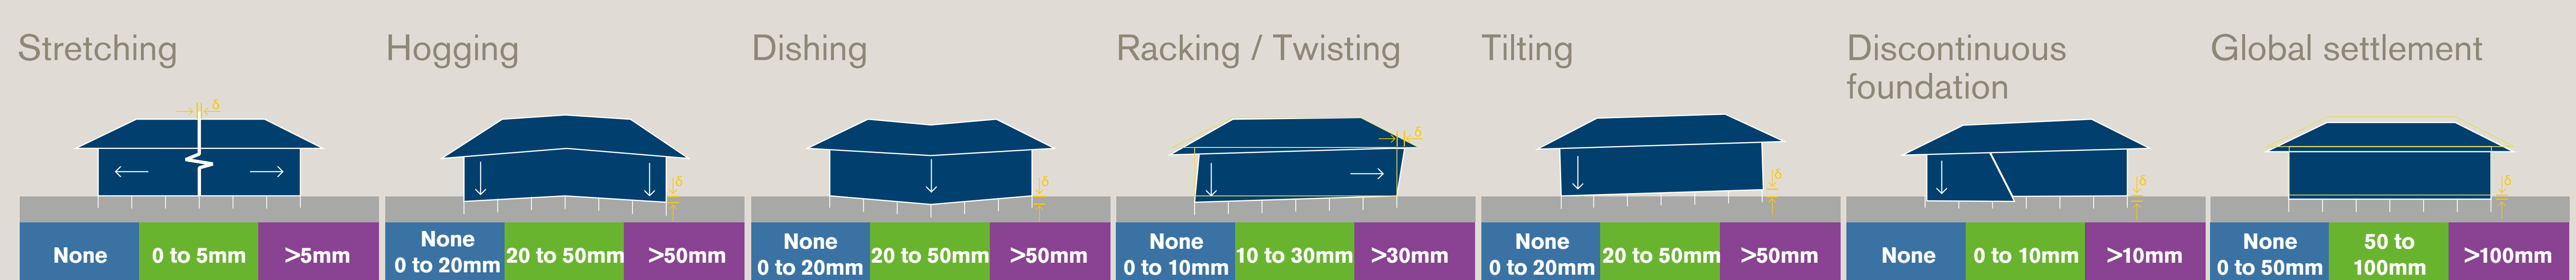 Stretching
δ
None
0 to 5mm
>5mm
Hogging
δ
None
0 to 20mm
20 to 50mm
>50mm
Dishing
δ
None
0 to 20mm
20 to 50mm
>50mm
Racking / Twisting
δ
None
0 to 10mm
10 to 30mm
>30mm
Tilting
δ
None
0 to 20mm
20 to 50mm
>50mm
Discontinuous
foundation
δ
None
0 to 10mm
>10mm
Global settlement
δ
None
0 to 50mm
50 to
100mm
>100mm